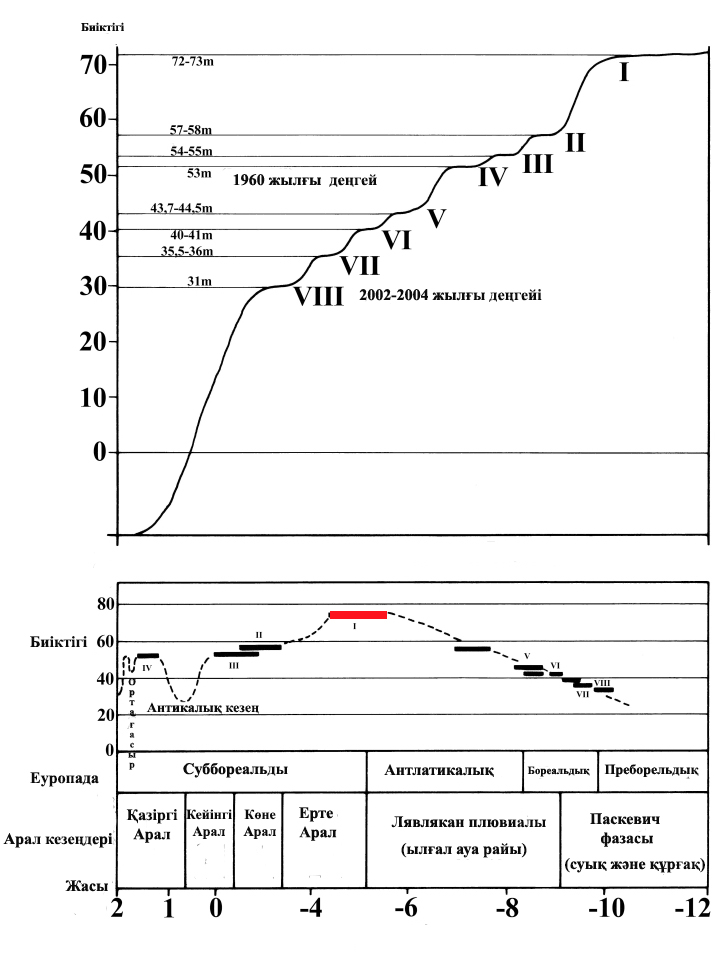 Биіктігі
70
72-73m
I
60
57-58m
II
54-55m
III
50
53m
1960 жылғы деңгей
IV
43,7-44,5m
V
40
40-41m
VI
35,5-36m
VII
30
31m
VIII
2002-2004 жылғы деңгейі
20
10
0
80
I
Биіктігі
60
II
III
IV
V
VI
VII
VIII
40
Антикалық кезең
Ортағасыр
20
0
Еуропада
Суббореальды
Антлатикалық
Бореальдық
Преборельдық
Арал кезеңдері
Қазіргі
Арал
Кейінгі
Арал
Көне
Арал
Ерте
Арал
Лявлякан плювиалы
(ылғал ауа райы)
Паскевич
фазасы
(суық және құрғақ)
Жасы
2 1 0 -4 -6 -8 -10 -12